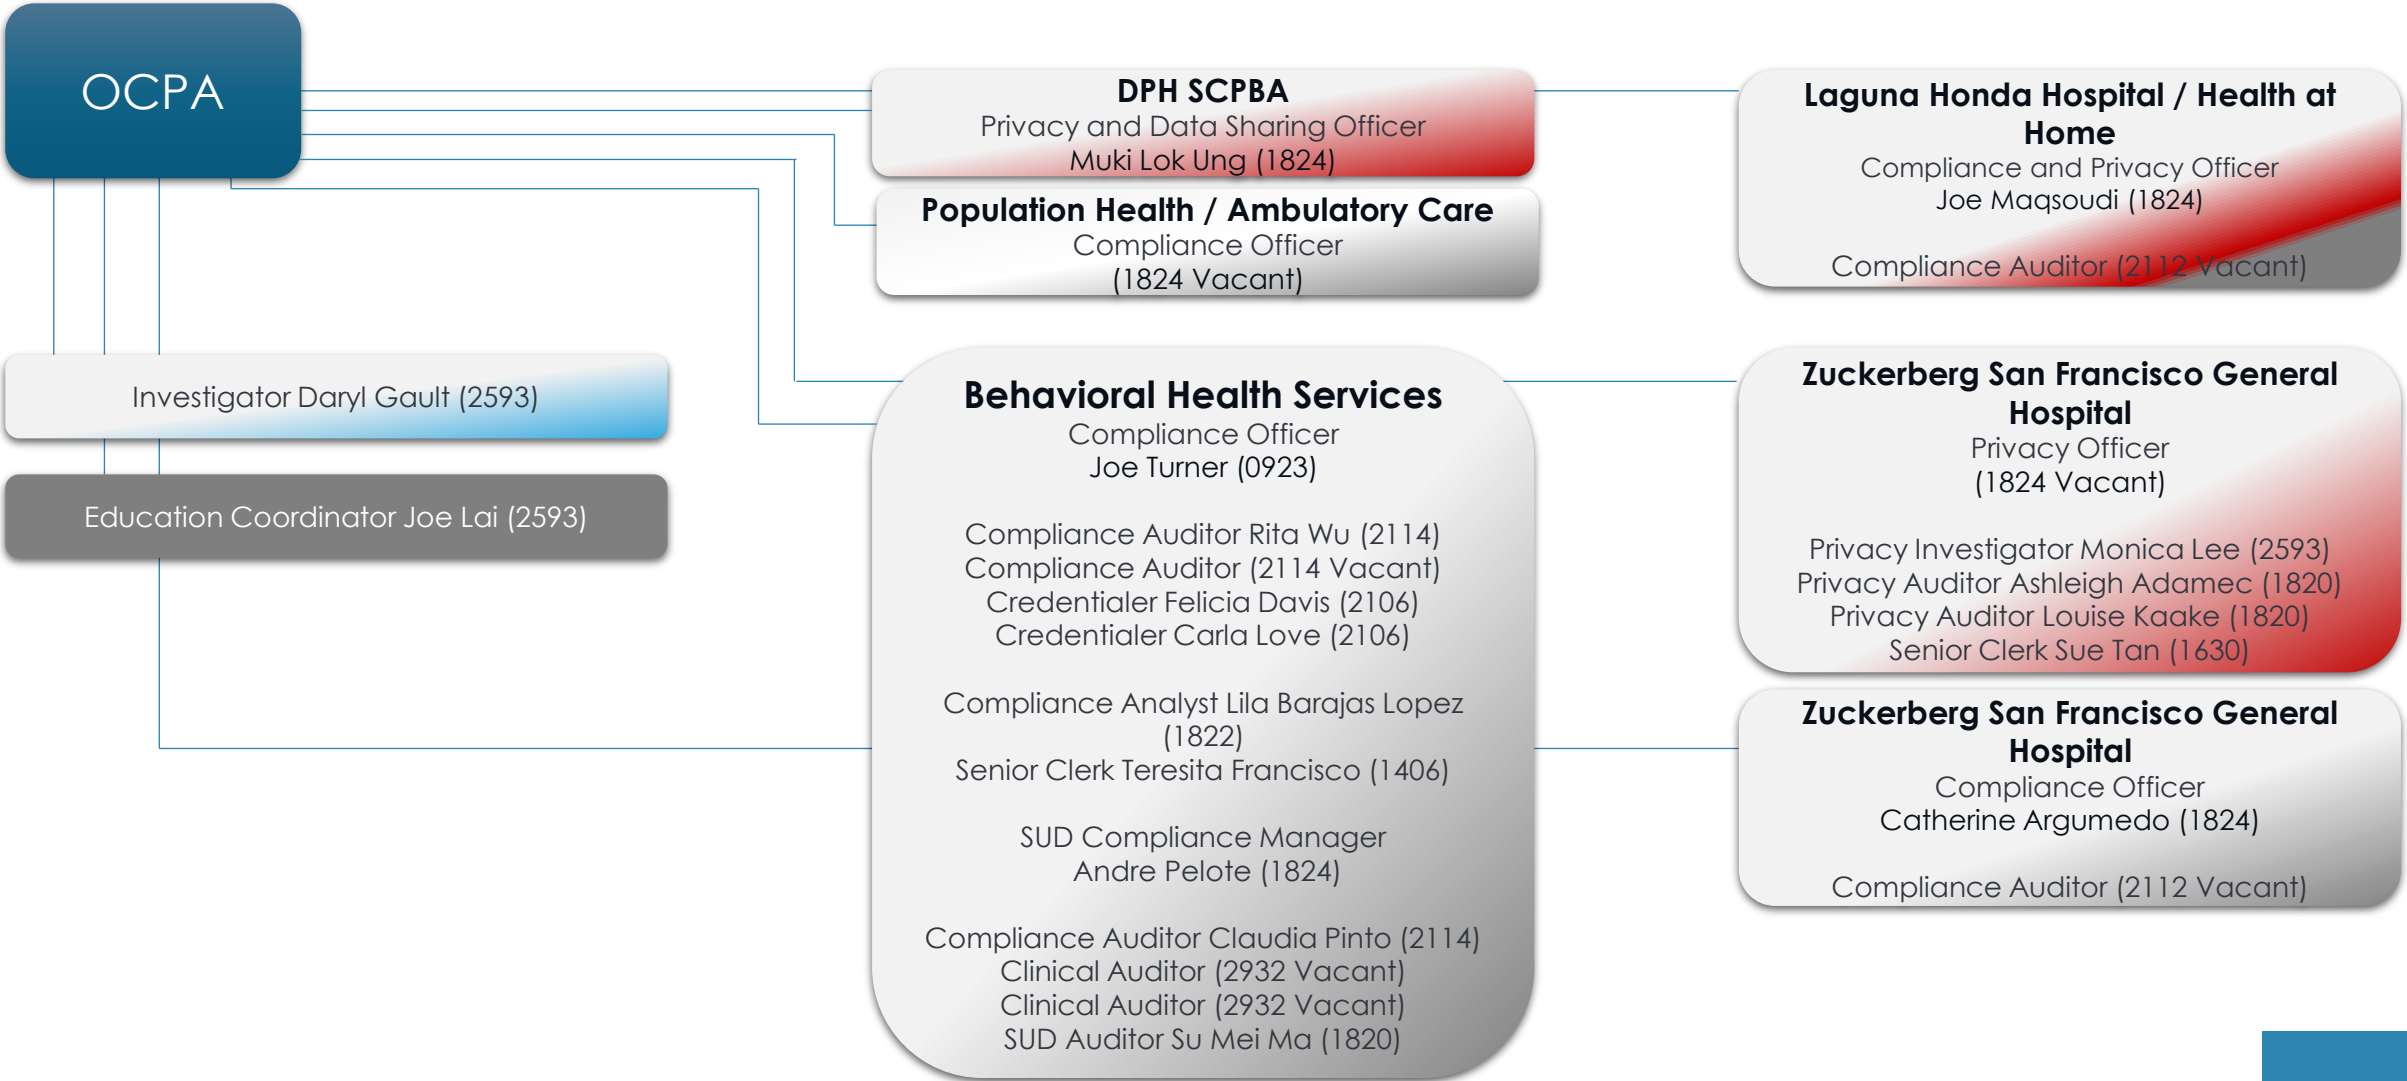 OCPA
DPH SCPBA
Privacy and Data Sharing Officer
Muki Lok Ung (1824)
Population Health / Ambulatory Care
Compliance Officer
(1824 Vacant)
Laguna Honda Hospital / Health at
Home
Compliance and Privacy Officer
Joe Maqsoudi (1824)
Compliance Auditor (2112 Vacant)
Investigator Daryl Gault (2593)
Education Coordinator Joe Lai (2593)
Behavioral Health Services
Compliance Officer
Joe Turner (0923)
Compliance Auditor Rita Wu (2114)
Compliance Auditor (2114 Vacant)
Credentialer Felicia Davis (2106)
Credentialer Carla Love (2106)
Compliance Analyst Lila Barajas Lopez
(1822)
Senior Clerk Teresita Francisco (1406)
SUD Compliance Manager
Andre Pelote (1824)
Compliance Auditor Claudia Pinto (2114)
Clinical Auditor (2932 Vacant)
Clinical Auditor (2932 Vacant)
SUD Auditor Su Mei Ma (1820)
Zuckerberg San Francisco General
Hospital
Privacy Officer
(1824 Vacant)
Privacy Investigator Monica Lee (2593)
Privacy Auditor Ashleigh Adamec (1820)
Privacy Auditor Louise Kaake (1820)
Senior Clerk Sue Tan (1630)
Zuckerberg San Francisco General
Hospital
Compliance Officer
Catherine Argumedo (1824)
Compliance Auditor (2112 Vacant)